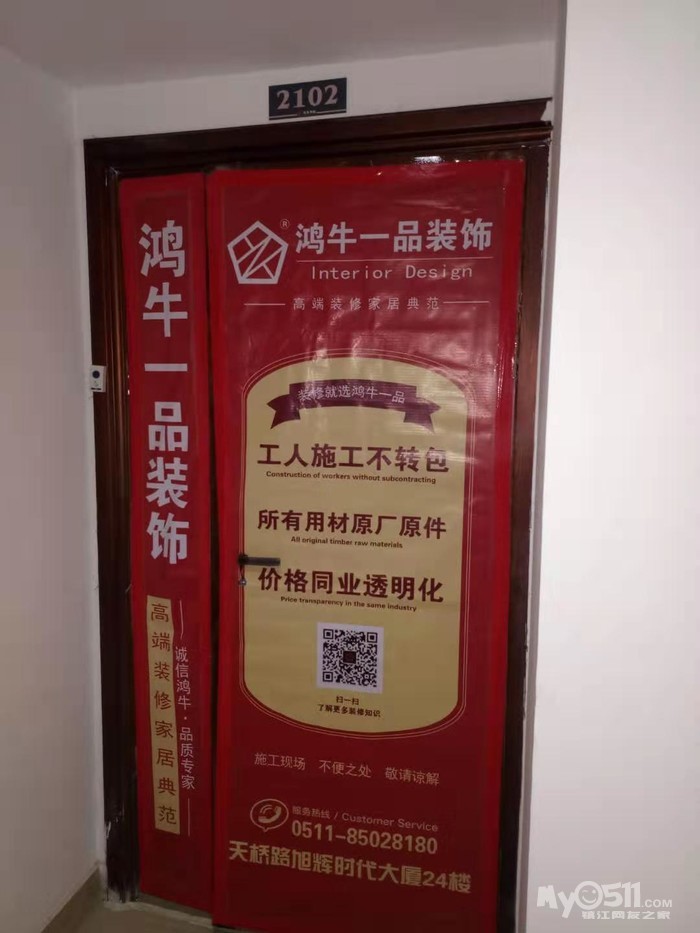 2102
鸿牛一品装饰
高端装修家居典范
诚信鸿牛·品质专家
®
鸿牛一品装饰
Interior Design
高端装修家居典范
装修就选鸿牛一品
工人施工不转包
Construction of workers without subcontracting
所有用材原厂原件
All original timber raw materials
价格同业透明化
Price transparency in the same industry
扫一扫
了解更多装修知识
施工现场 不便之处 敬请谅解
服务热线 / Customer Service
0511-85028180
天桥路旭辉时代大厦24楼
My0511.COM
镇江网友之家